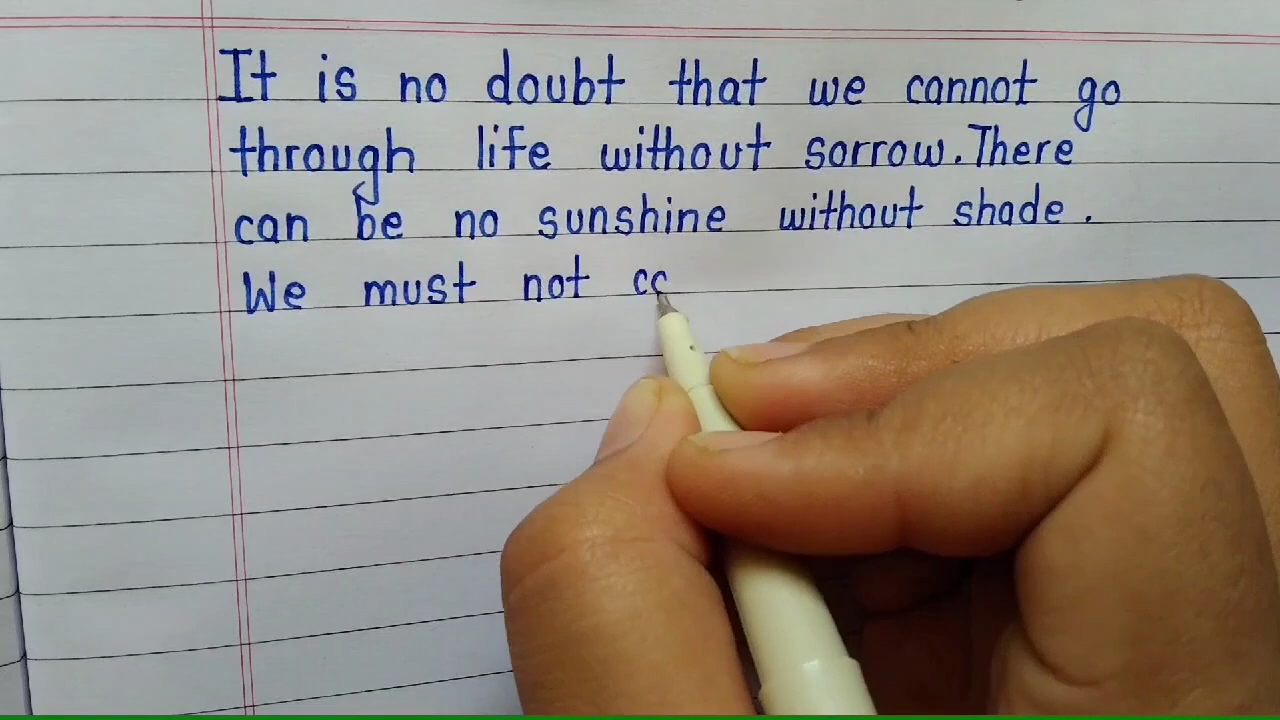 It is no doubt that we cannot go
through life without sorrow. There
can be no sunshine without shade.
We must not